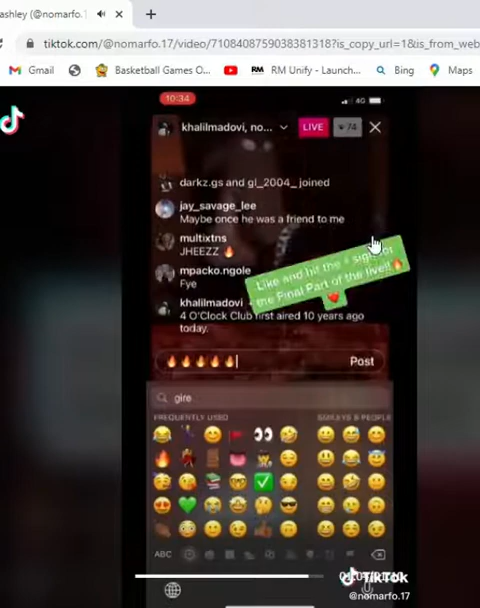 ashley (@nomarfo.17)
tiktok.com/@nomarfo.17/video/7108408759038381318?is_copy_url=1&is_from_web
Gmail
Basketball Games O...
RM Unify - Launch...
Bing
Maps
10:34
4G
khalilmadovi, no...
LIVE
74
darkz.gs and gl_2004_ joined
jay_savage_lee
Maybe once he was a friend to me
multixtns
JHEEZZ 🔥
mpacko.ngole
Fye
Like and hit the + sign for
the Final Part of the live!!🔥
❤️
khalilmadovi
4 O'Clock Club first aired 10 years ago
today.
🔥🔥🔥🔥🔥
Post
gire
FREQUENTLY USED
SMILEYS & PEOPLE
ABC
TikTok
@nomarfo.17